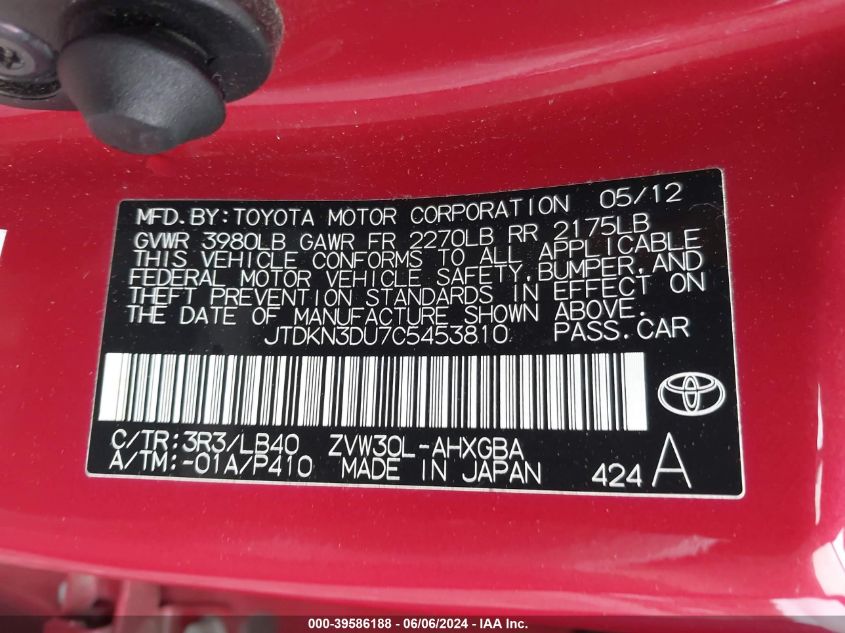 MFD. BY: TOYOTA MOTOR CORPORATION 05/12
GVWR 3980LB GAWR FR 2270LB RR 2175LB
THIS VEHICLE CONFORMS TO ALL APPLICABLE
FEDERAL MOTOR VEHICLE SAFETY, BUMPER, AND
THEFT PREVENTION STANDARDS IN EFFECT ON
THE DATE OF MANUFACTURE SHOWN ABOVE.
JTDKN3DU7C5453810 PASS. CAR
C/TR: 3R3/LB40 ZVW30L-AHXGBA
A/TM: -01A/P410 MADE IN JAPAN 424 A
000-39586188 - 06/06/2024 - IAA Inc.